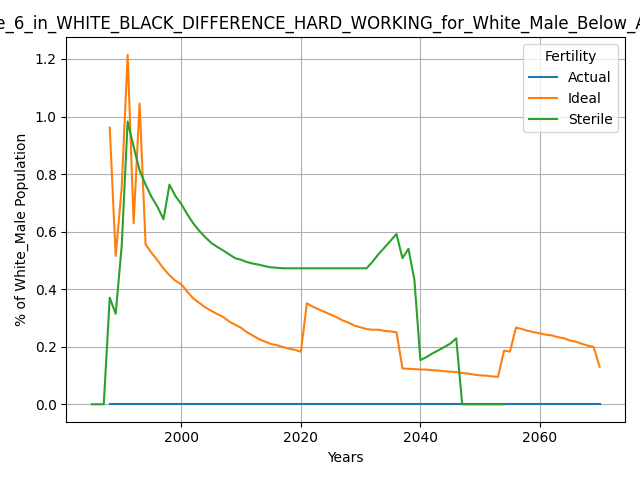 e_6_in_WHITE_BLACK_DIFFERENCE_HARD_WORKING_for_White_Male_Below_A
Fertility
Actual
Ideal
Sterile
% of White_Male Population
1.2
1.0
0.8
0.6
0.4
0.2
0.0
2000
2020
2040
2060
Years